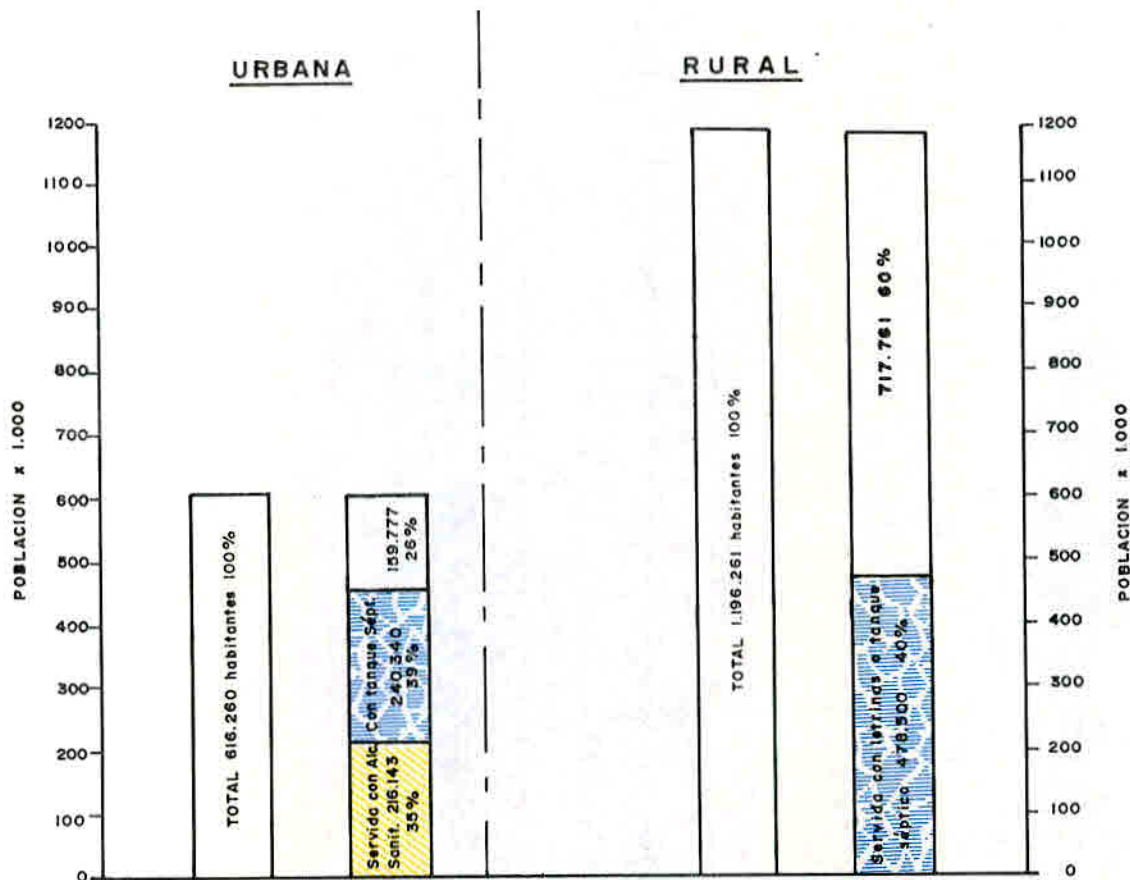 URBANA
RURAL
1200
1100
1000
900
800
700
600
500
400
300
200
100
0
POBLACION x 1.000
TOTAL 616.260 habitantes 100%
159.777
26%
Con tanque Sépt.
240.340
39%
Servida con Alc.
Sanit. 216.143
35%
TOTAL 1.196.261 habitantes 100%
717.761 60%
Servida con letrinas o tanque
séptico 478.500 40%
1200
1100
1000
900
800
700
600
500
400
300
200
100
0
POBLACION x 1.000